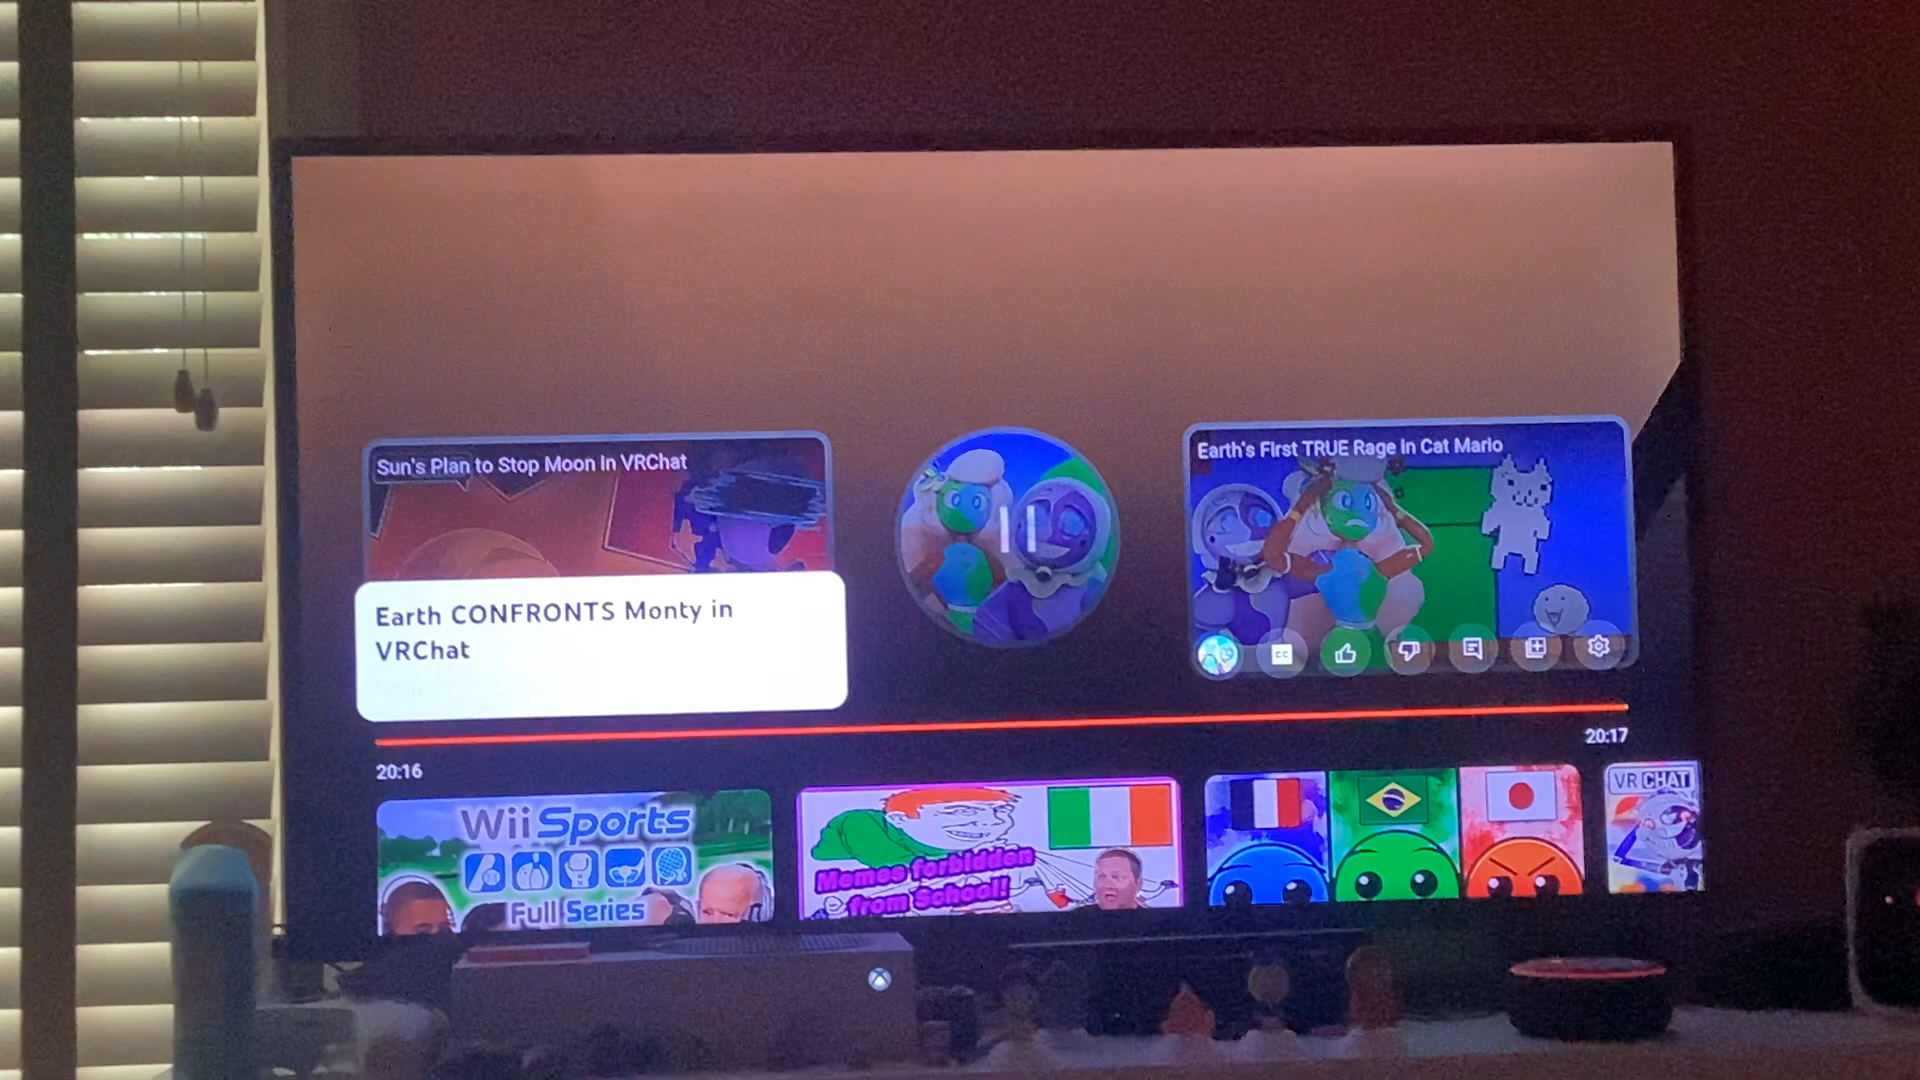 Sun's Plan to Stop Moon in VRChat
Earth CONFRONTS Monty in
VRChat
Earth's First TRUE Rage in Cat Mario
CC
20:16
20:17
Wii Sports
Full Series
Memes forbidden
from School!
VR CHAT